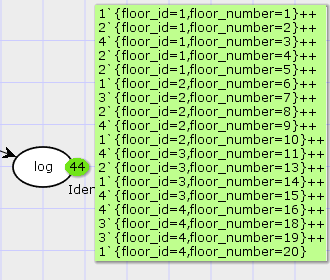 1`{floor_id=1,floor_number=1}++
2`{floor_id=1,floor_number=2}++
4`{floor_id=1,floor_number=3}++
2`{floor_id=1,floor_number=4}++
2`{floor_id=1,floor_number=5}++
1`{floor_id=2,floor_number=6}++
3`{floor_id=2,floor_number=7}++
2`{floor_id=2,floor_number=8}++
4`{floor_id=2,floor_number=9}++
1`{floor_id=2,floor_number=10}++
4`{floor_id=3,floor_number=11}++
2`{floor_id=3,floor_number=13}++
1`{floor_id=3,floor_number=14}++
4`{floor_id=3,floor_number=15}++
4`{floor_id=4,floor_number=16}++
3`{floor_id=4,floor_number=18}++
3`{floor_id=4,floor_number=19}++
1`{floor_id=4,floor_number=20}
log
44
Iden